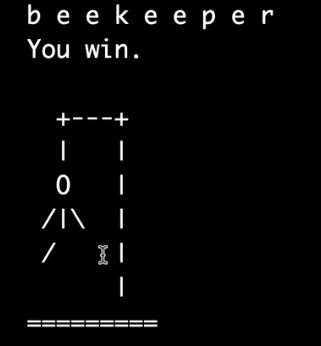 b e e k e e p e r
You win.
  +---+
  |   |
  O   |
 /|\  |
 /    |
      |
=========